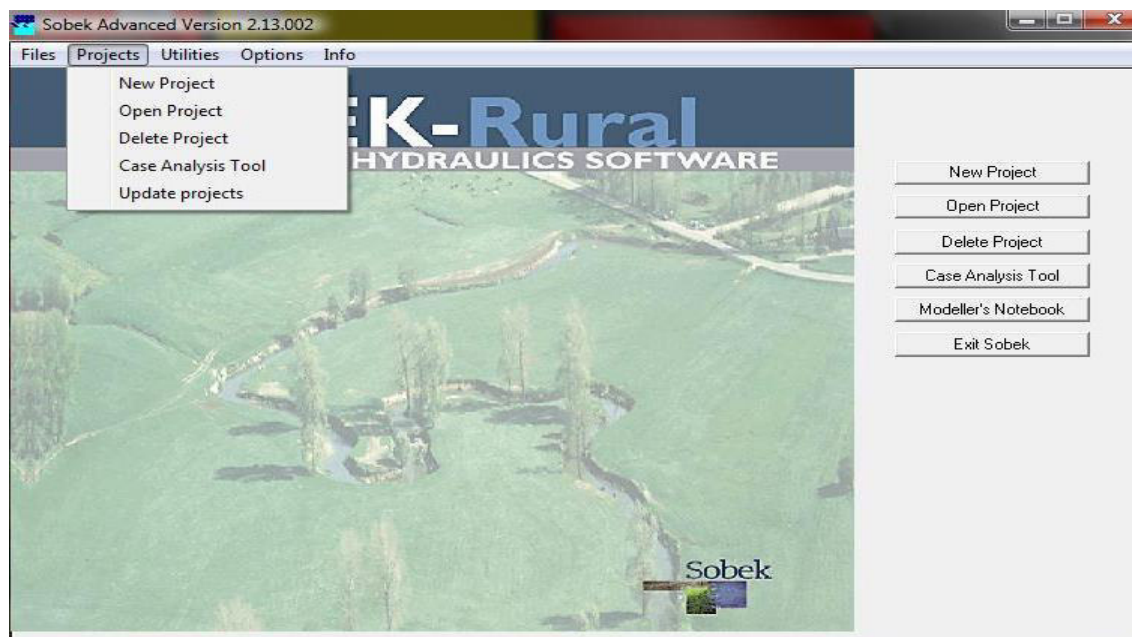 Sobek Advanced Version 2.13.002
Files Projects Utilities Options Info
New Project
Open Project
Delete Project
Case Analysis Tool
Update projects
EK-Rural
HYDRAULICS SOFTWARE
New Project
Open Project
Delete Project
Case Analysis Tool
Modeller's Notebook
Exit Sobek
Sobek